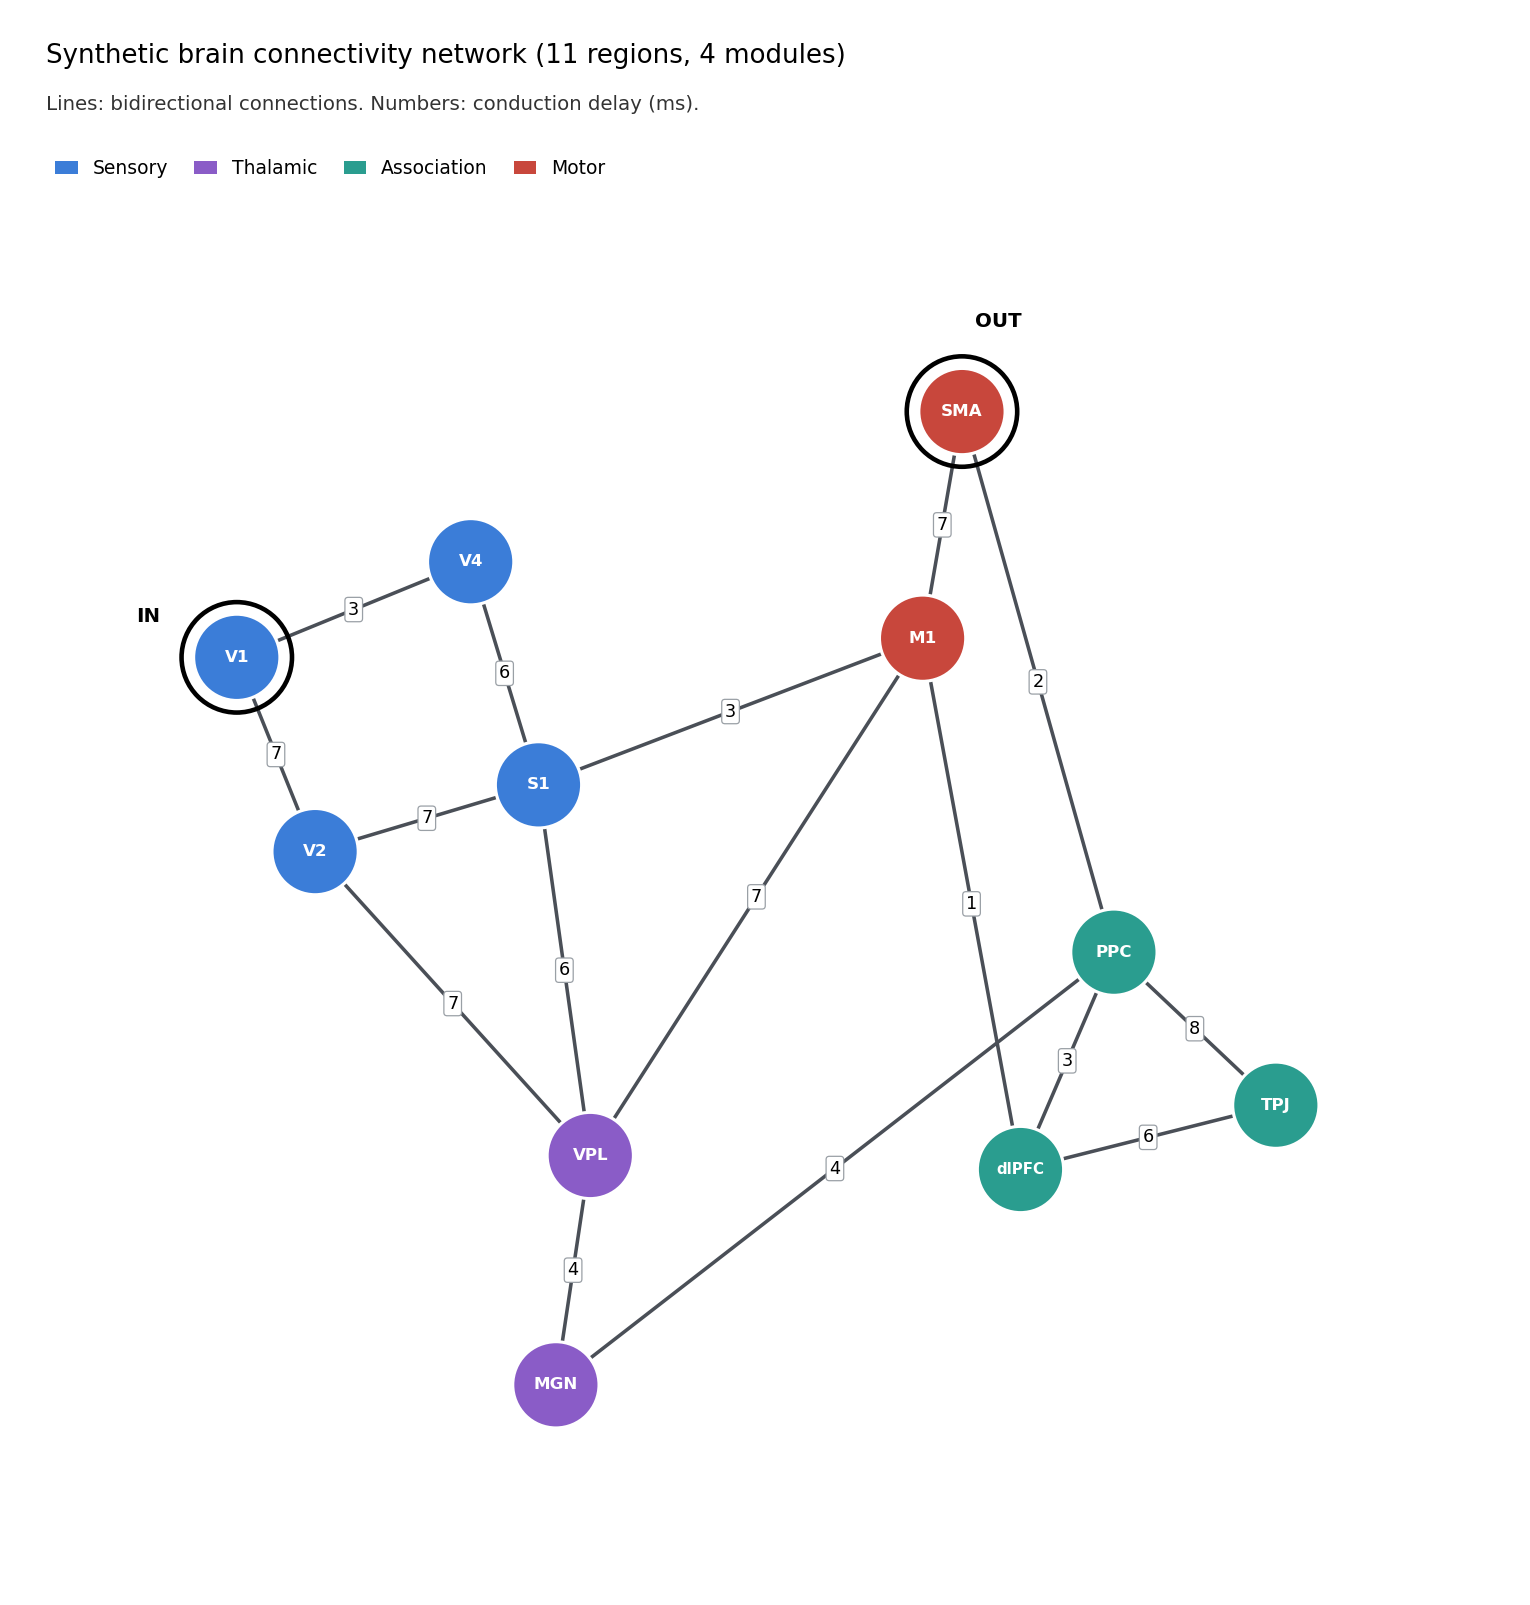 Synthetic brain connectivity network (11 regions, 4 modules)
Lines: bidirectional connections. Numbers: conduction delay (ms).
Sensory Thalamic Association Motor
OUT
SMA
7
V4
3
6
IN
V1
M1
2
3
7
S1
7
V2
7
1
PPC
6
7
8
3
TPJ
6
VPL
dlPFC
4
4
MGN